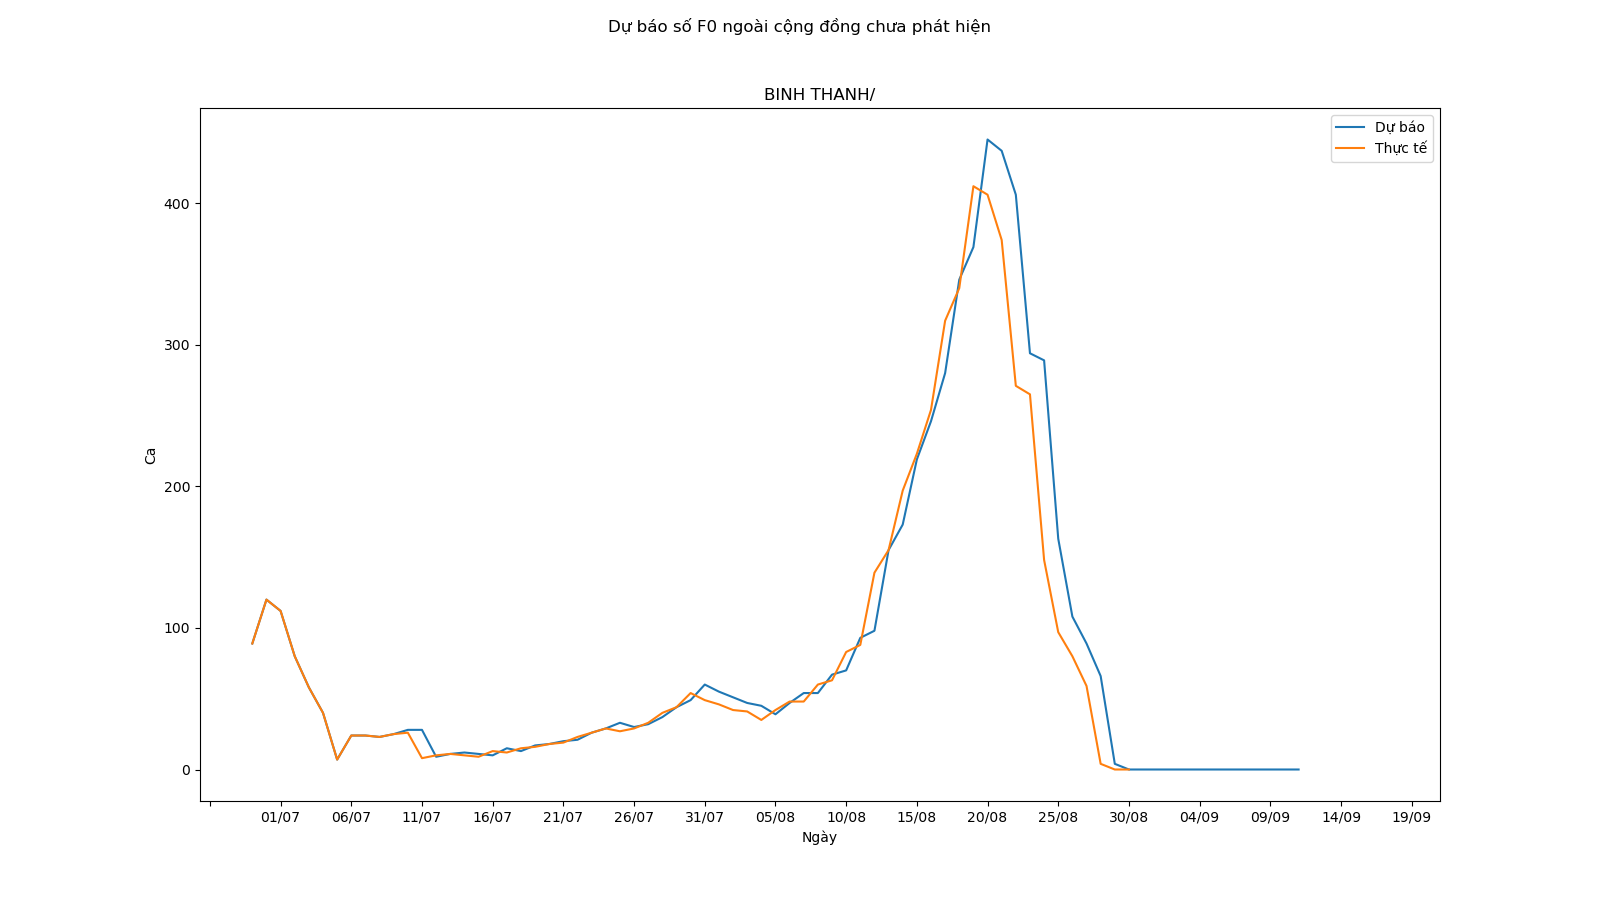 Dự báo số F0 ngoài cộng đồng chưa phát hiện
BINH THANH/
Dự báo
Thực tế
400
300
200
100
0
Ca
01/07 06/07 11/07 16/07 21/07 26/07 31/07 05/08 10/08 15/08 20/08 25/08 30/08 04/09 09/09 14/09 19/09
Ngày